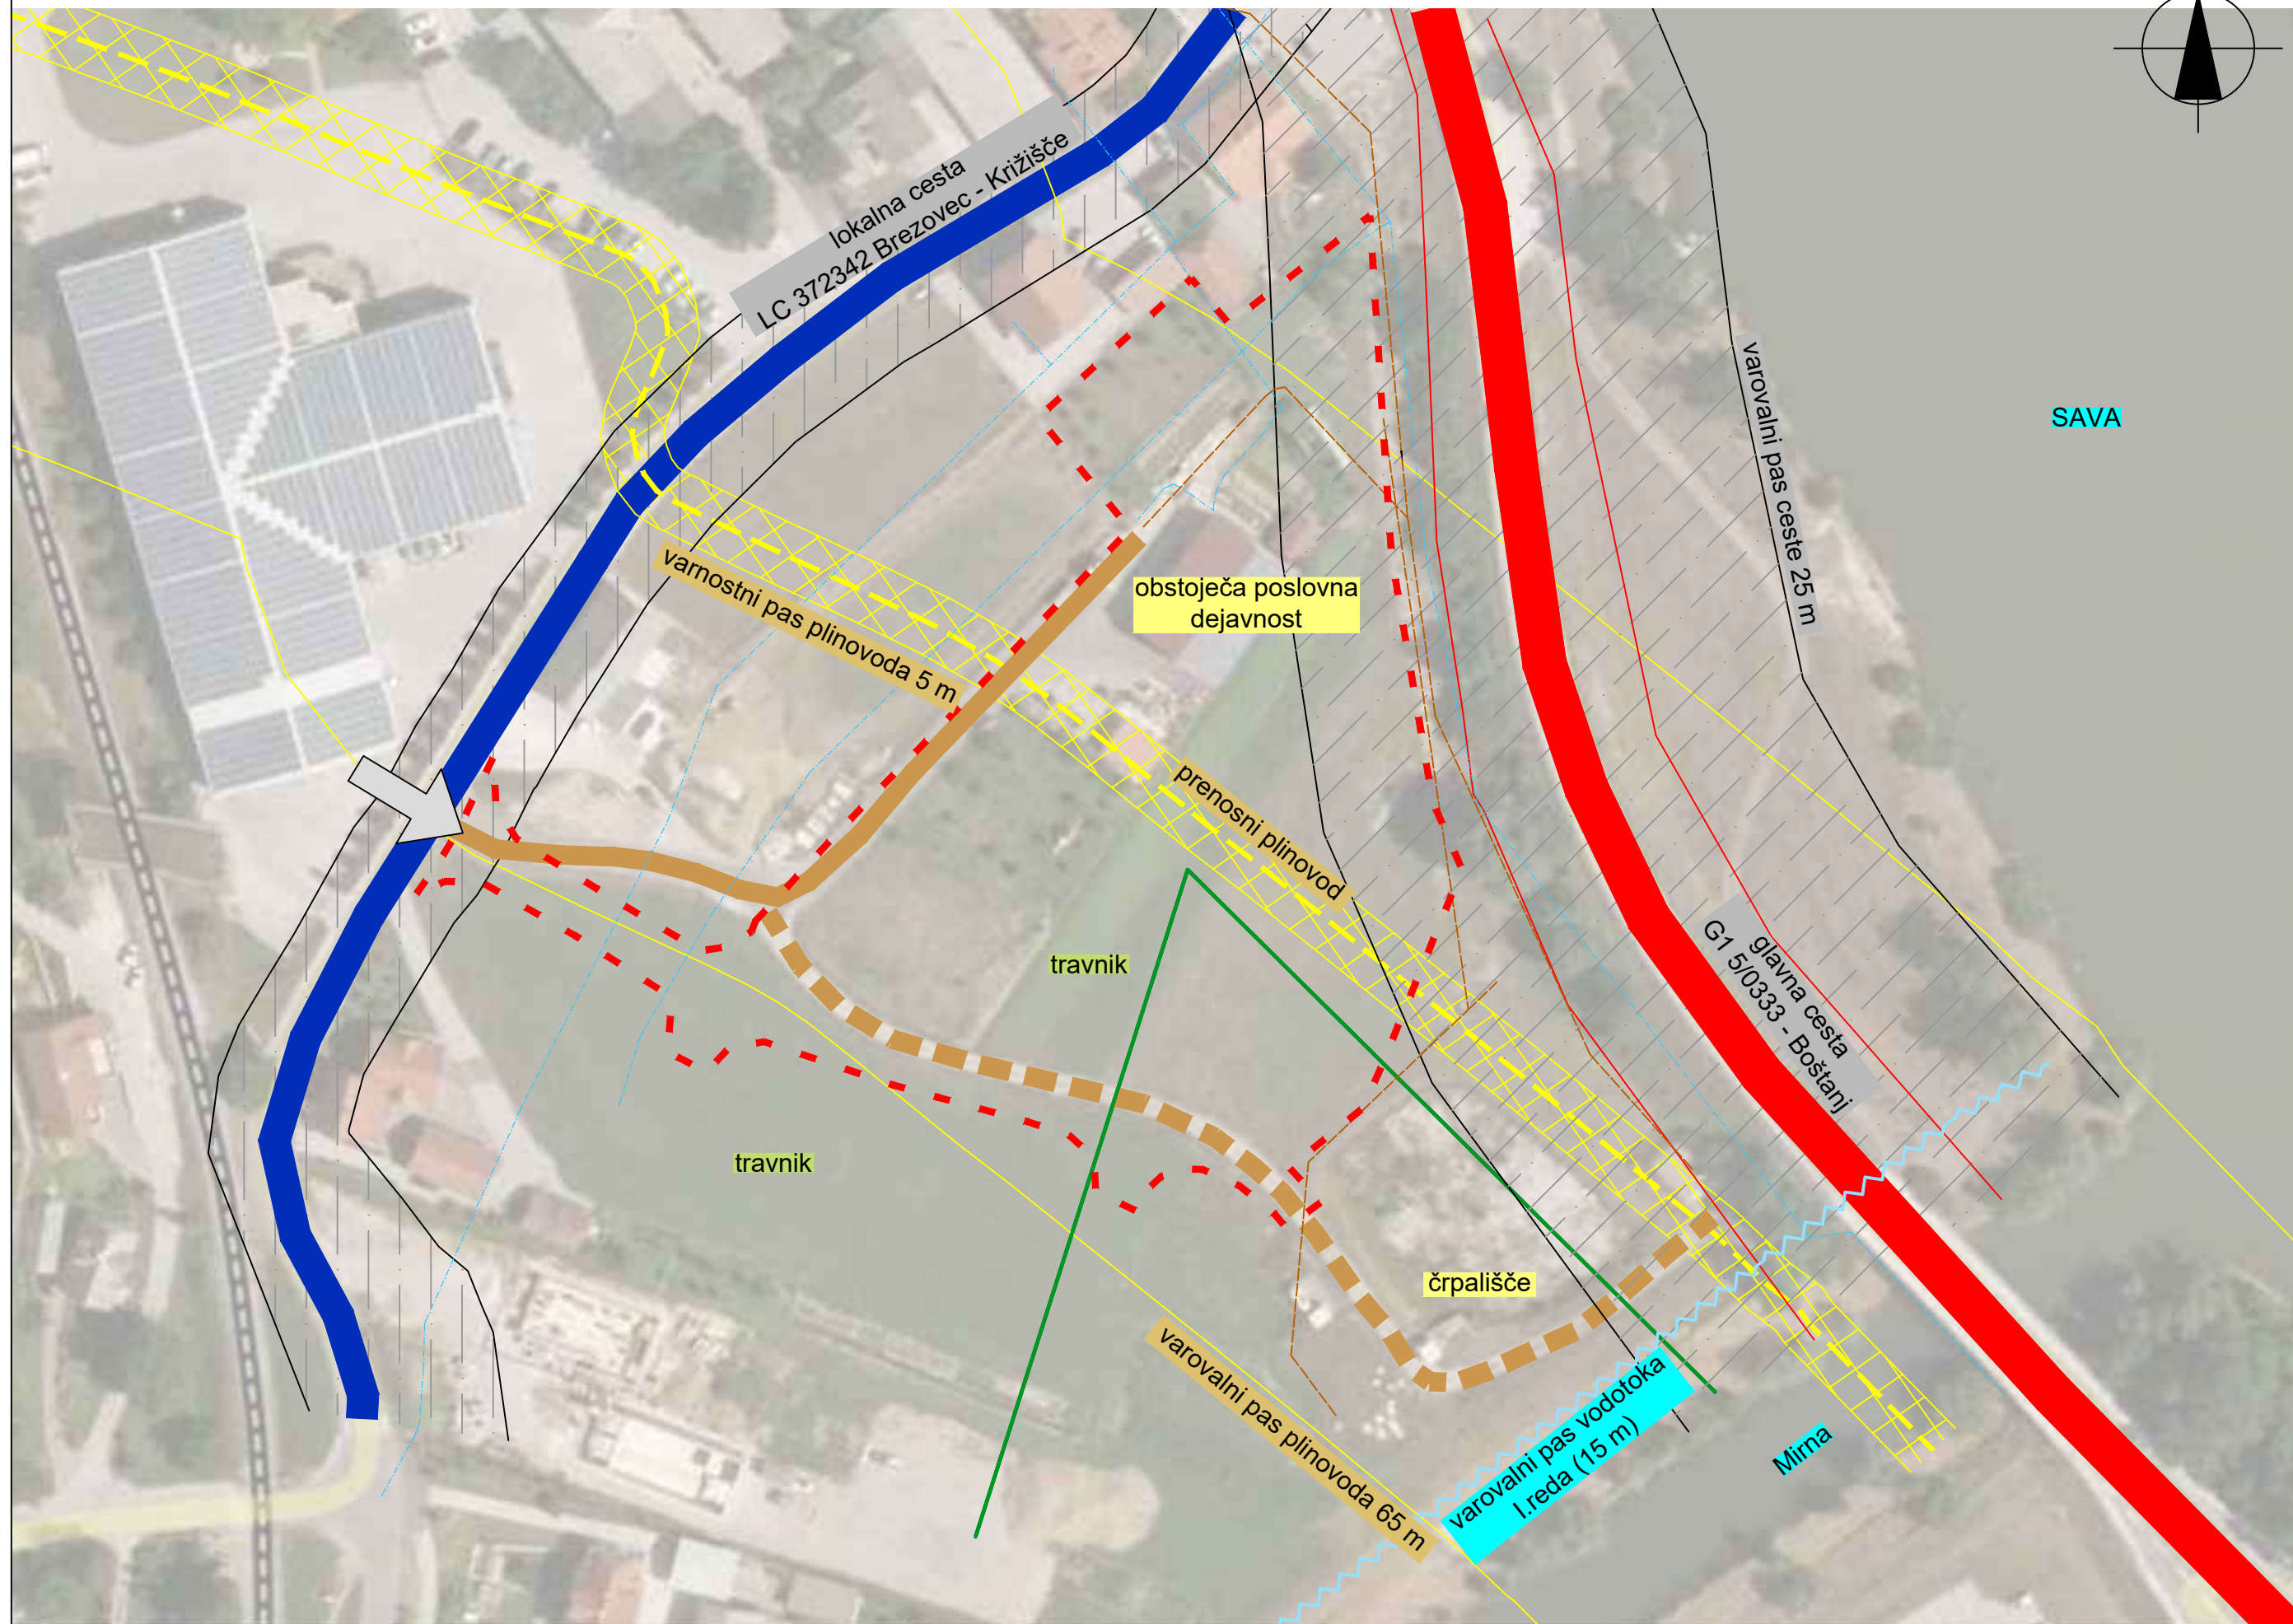 lokalna cesta
LC 372342 Brezovec - Križišče
varovalni pas ceste 25 m
SAVA
varnostni pas plinovoda 5 m
obstoječa poslovna
dejavnost
prenosni plinovod
glavna cesta
G1 5/0333 - Boštanj
travnik
travnik
črpališče
varovalni pas plinovoda 65 m
varovalni pas vodotoka
I.reda (15 m)
Mirna